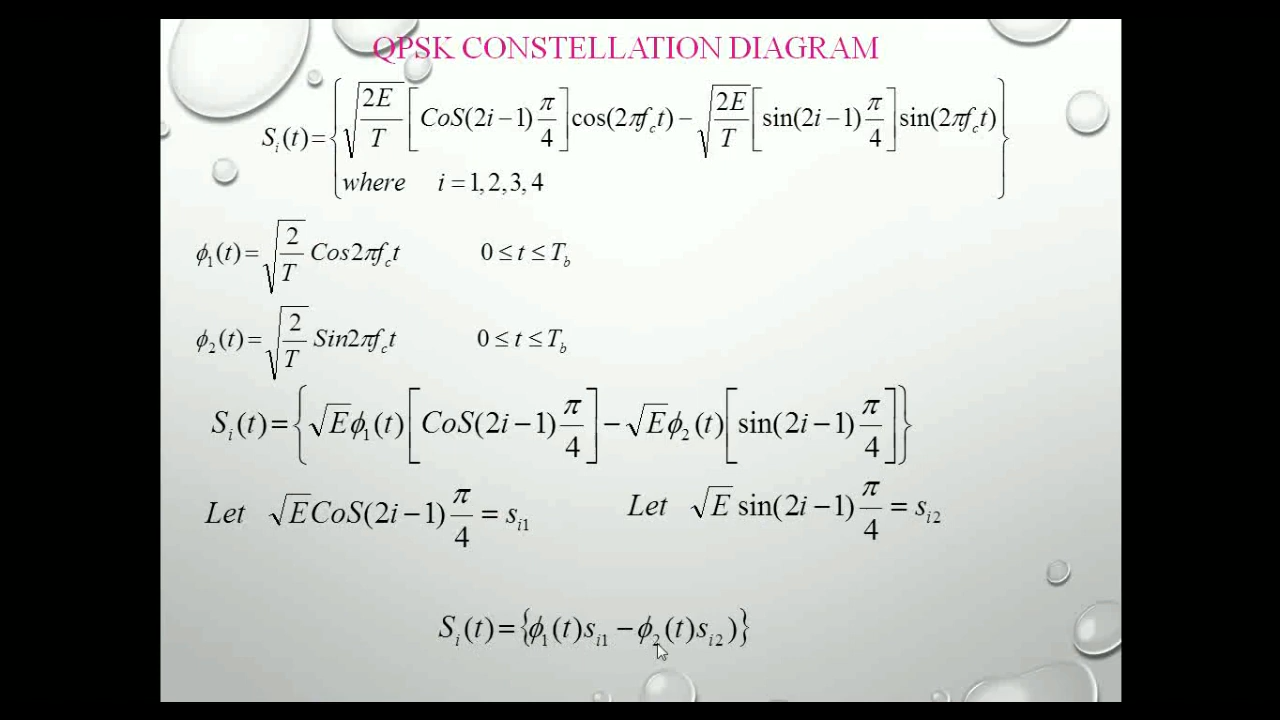 QPSK CONSTELLATION DIAGRAM
S_i(t)={√(2E/T) [CoS(2i−1)π/4] cos(2πf_c t) − √(2E/T) [sin(2i−1)π/4] sin(2πf_c t)
where i=1,2,3,4}
ϕ_1(t)=√(2/T) Cos2πf_c t 0≤t≤T_b
ϕ_2(t)=√(2/T) Sin2πf_c t 0≤t≤T_b
S_i(t)={√E ϕ_1(t)[CoS(2i−1)π/4] − √E ϕ_2(t)[sin(2i−1)π/4]}
Let √E CoS(2i−1)π/4 = s_i1 Let √E sin(2i−1)π/4 = s_i2
S_i(t)={ϕ_1(t)s_i1 − ϕ_2(t)s_i2)}